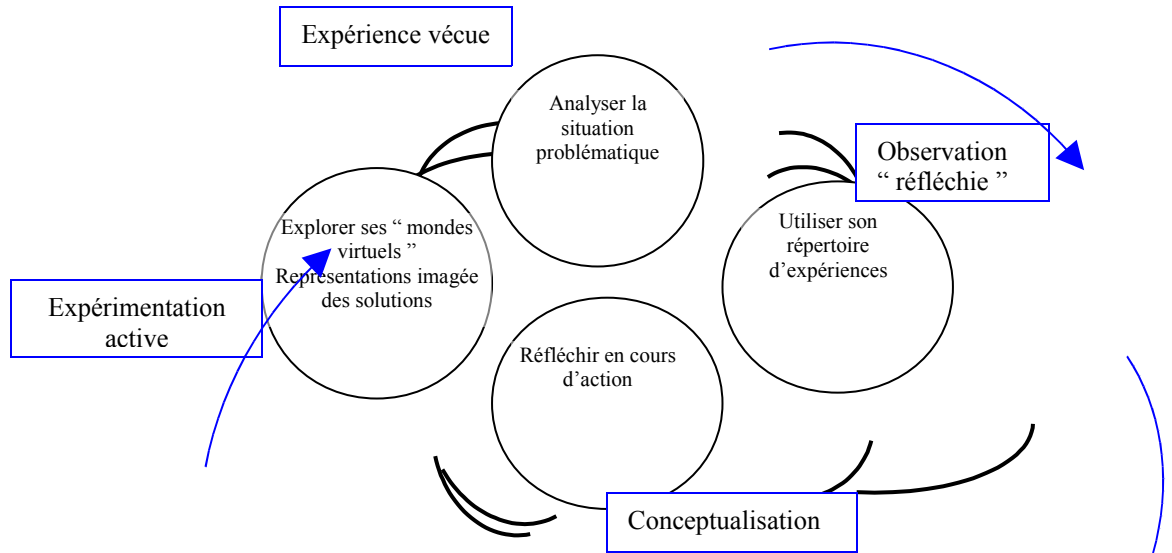 Expérience vécue
Analyser la
situation
problématique
Observation
“ réfléchie ”
Utiliser son
répertoire
d’expériences
Explorer ses “ mondes
virtuels ”
Représentations imagée
des solutions
Expérimentation
active
Réfléchir en cours
d’action
Conceptualisation